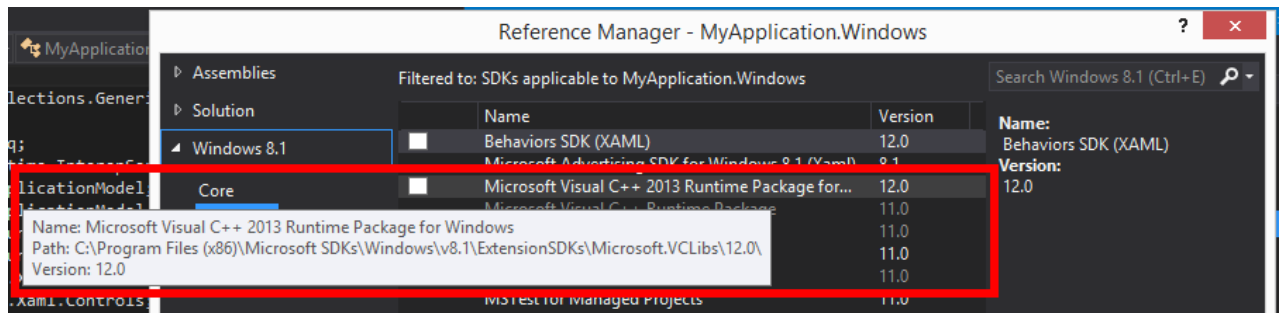 Reference Manager - MyApplication.Windows
?
×
MyApplication
Assemblies
Filtered to: SDKs applicable to MyApplication.Windows
Search Windows 8.1 (Ctrl+E)
lections.Generi
Solution
Name Version
Name:
q;
Windows 8.1
Behaviors SDK (XAML) 12.0
Behaviors SDK (XAML)
Microsoft Advertising SDK for Windows 8.1 (Xaml) 8.1
Version:
licationModel;
Core
Microsoft Visual C++ 2013 Runtime Package for... 12.0
12.0
Microsoft Visual C++ Runtime Package 11.0
Name: Microsoft Visual C++ 2013 Runtime Package for Windows
11.0
Path: C:\Program Files (x86)\Microsoft SDKs\Windows\v8.1\ExtensionSDKs\Microsoft.VCLibs\12.0\
11.0
Version: 12.0
11.0
.Xaml.Controls
MSTest for Managed Projects 11.0